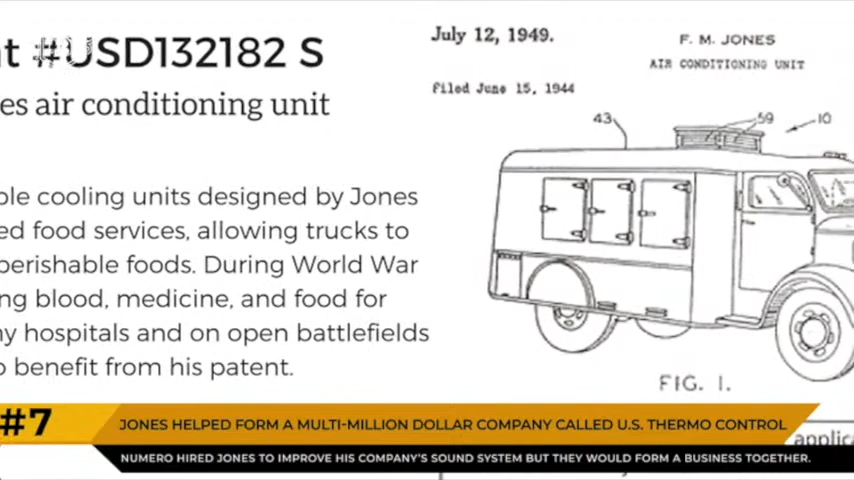 t #USD132182 S
es air conditioning unit
ple cooling units designed by Jones
ed food services, allowing trucks to
perishable foods. During World War
ng blood, medicine, and food for
ny hospitals and on open battlefields
o benefit from his patent.
July 12, 1949.
F. M. JONES
AIR CONDITIONING UNIT
Filed June 15, 1944
43
59
10
FIG. 1.
#7
JONES HELPED FORM A MULTI-MILLION DOLLAR COMPANY CALLED U.S. THERMO CONTROL
applic
NUMERO HIRED JONES TO IMPROVE HIS COMPANY'S SOUND SYSTEM BUT THEY WOULD FORM A BUSINESS TOGETHER.